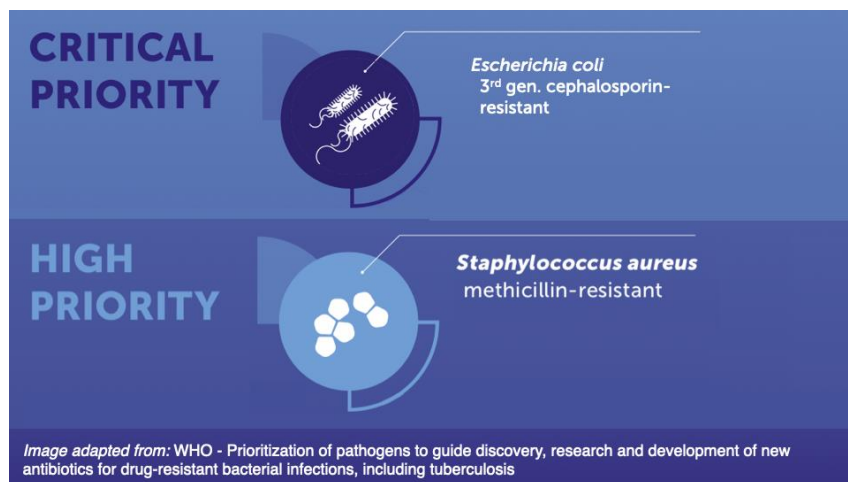 CRITICAL
PRIORITY
Escherichia coli
3rd gen. cephalosporin-
resistant
HIGH
PRIORITY
Staphylococcus aureus
methicillin-resistant
Image adapted from: WHO - Prioritization of pathogens to guide discovery, research and development of new
antibiotics for drug-resistant bacterial infections, including tuberculosis